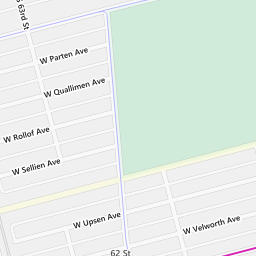 S 63rd St
W Parten Ave
W Quallimen Ave
W Rollof Ave
W Sellien Ave
W Upsen Ave
W Velworth Ave
62 St